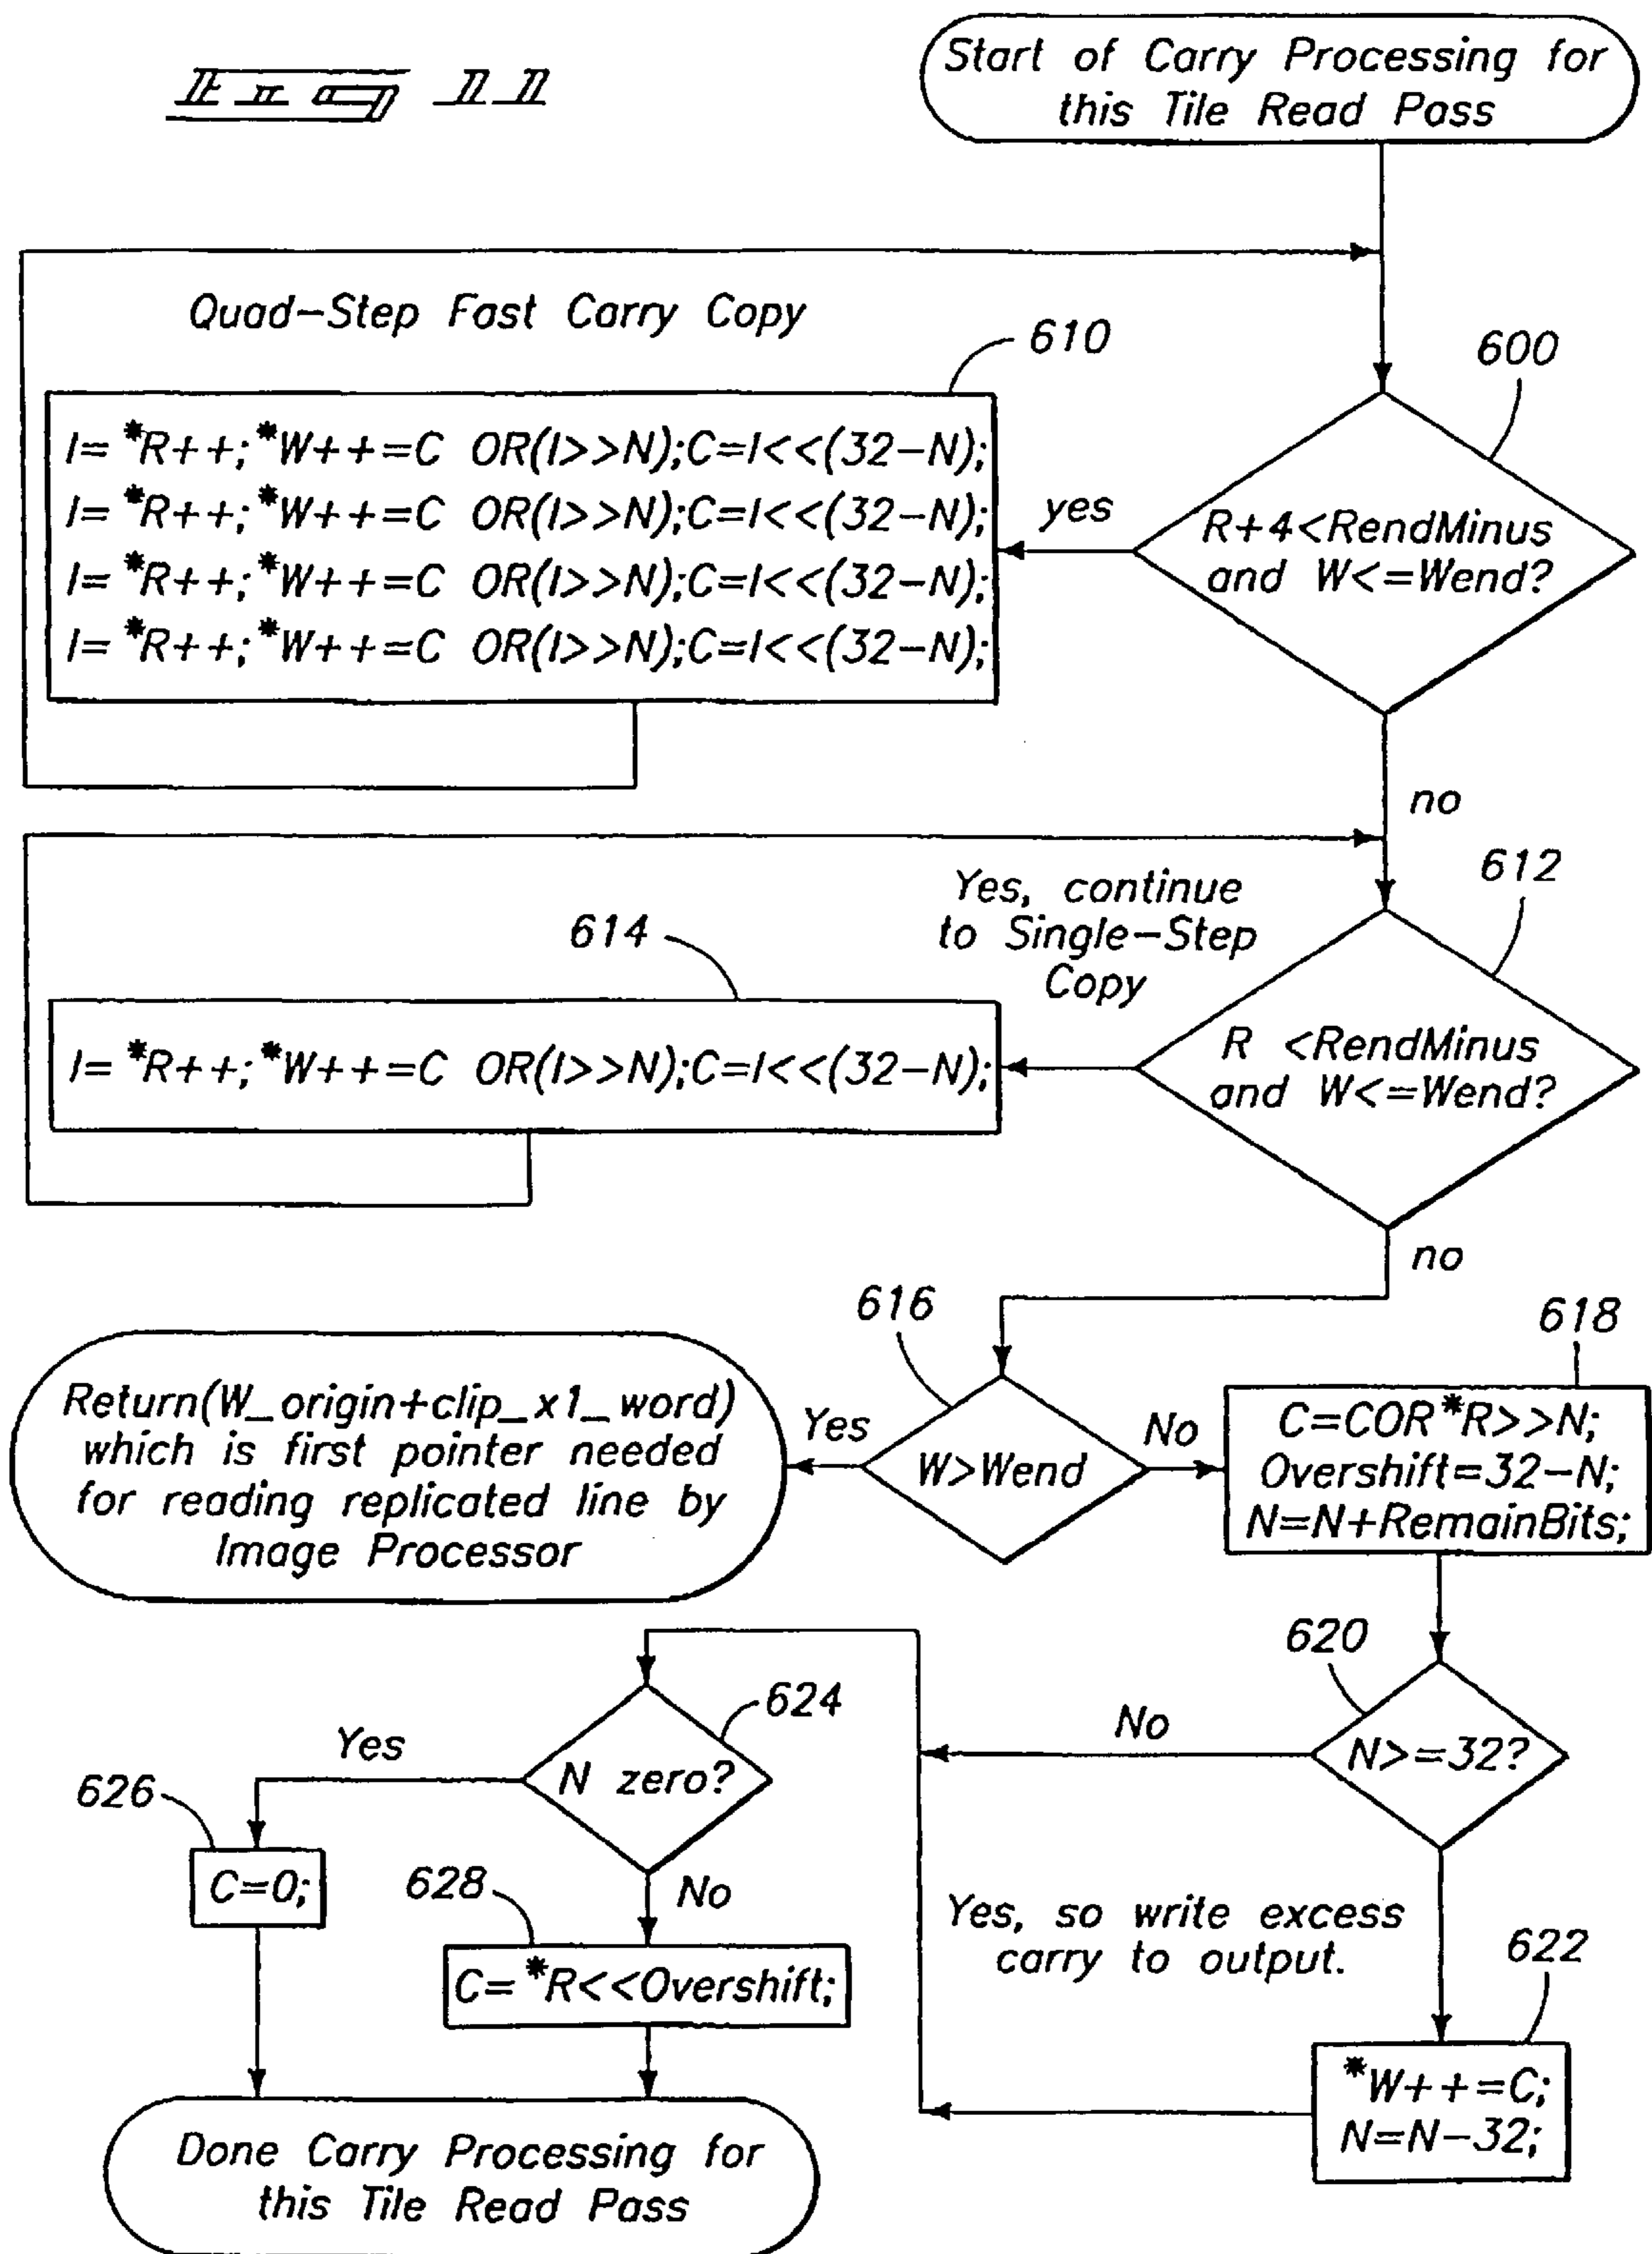 Fig 11
Start of Carry Processing for
this Tile Read Pass
Quad-Step Fast Carry Copy
610
600
I= *R++;*W++=C OR(I>>N);C=I<<(32-N);
I= *R++;*W++=C OR(I>>N);C=I<<(32-N);
I= *R++;*W++=C OR(I>>N);C=I<<(32-N);
I= *R++;*W++=C OR(I>>N);C=I<<(32-N);
yes
R+4<RendMinus
and W<=Wend?
no
612
Yes, continue
to Single-Step
Copy
614
I= *R++;*W++=C OR(I>>N);C=I<<(32-N);
R <RendMinus
and W<=Wend?
no
616
618
Return(W_origin+clip_x1_word)
which is first pointer needed
for reading replicated line by
Image Processor
Yes
W>Wend
No
C=COR*R>>N;
Overshift=32-N;
N=N+RemainBits;
620
624
Yes
N zero?
No
N>=32?
626
C=0;
628
No
Yes, so write excess
carry to output.
622
C= *R<<Overshift;
*W++=C;
N=N-32;
Done Carry Processing for
this Tile Read Pass